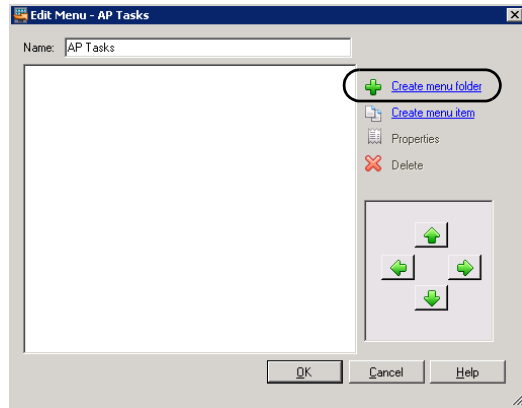 Edit Menu - AP Tasks
Name: AP Tasks
Create menu folder
Create menu item
Properties
Delete
OK Cancel Help